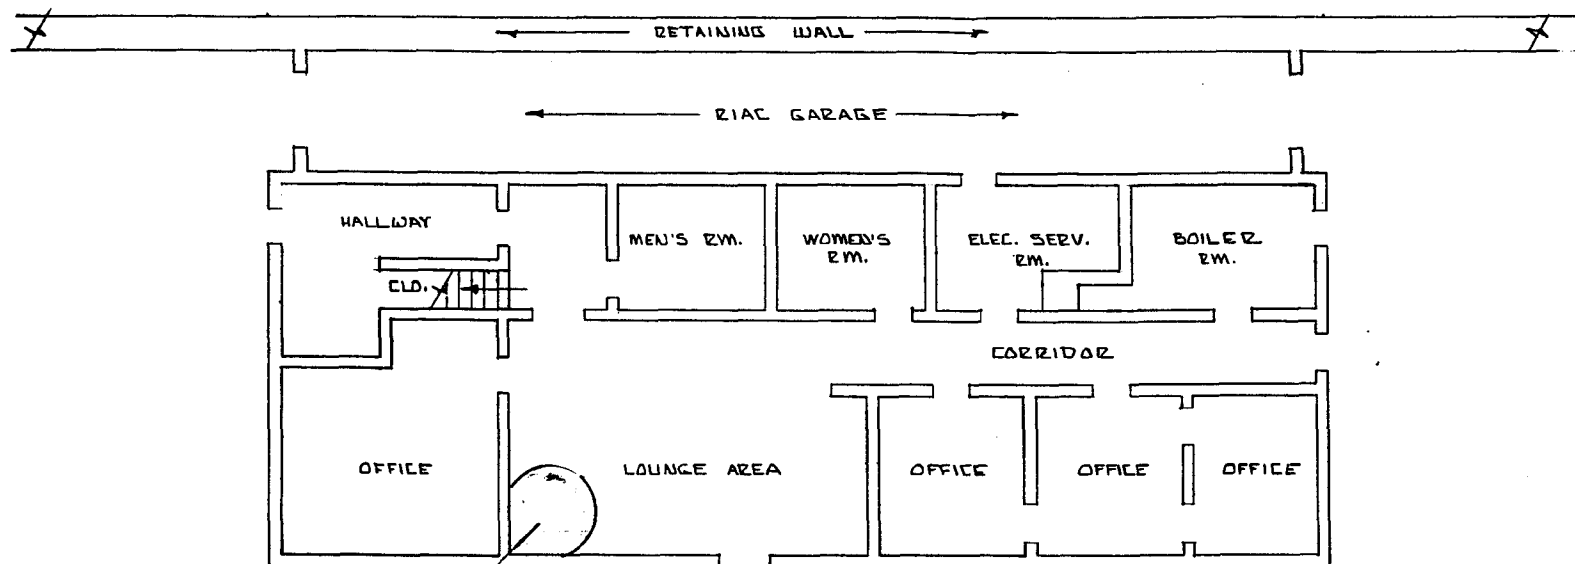 RETAINING WALL
RIAC GARAGE
HALLWAY
MEN'S RM.
WOMEN'S
RM.
ELEC. SERV.
RM.
BOILER
RM.
CLO.
CORRIDOR
OFFICE
LOUNGE AREA
OFFICE
OFFICE
OFFICE